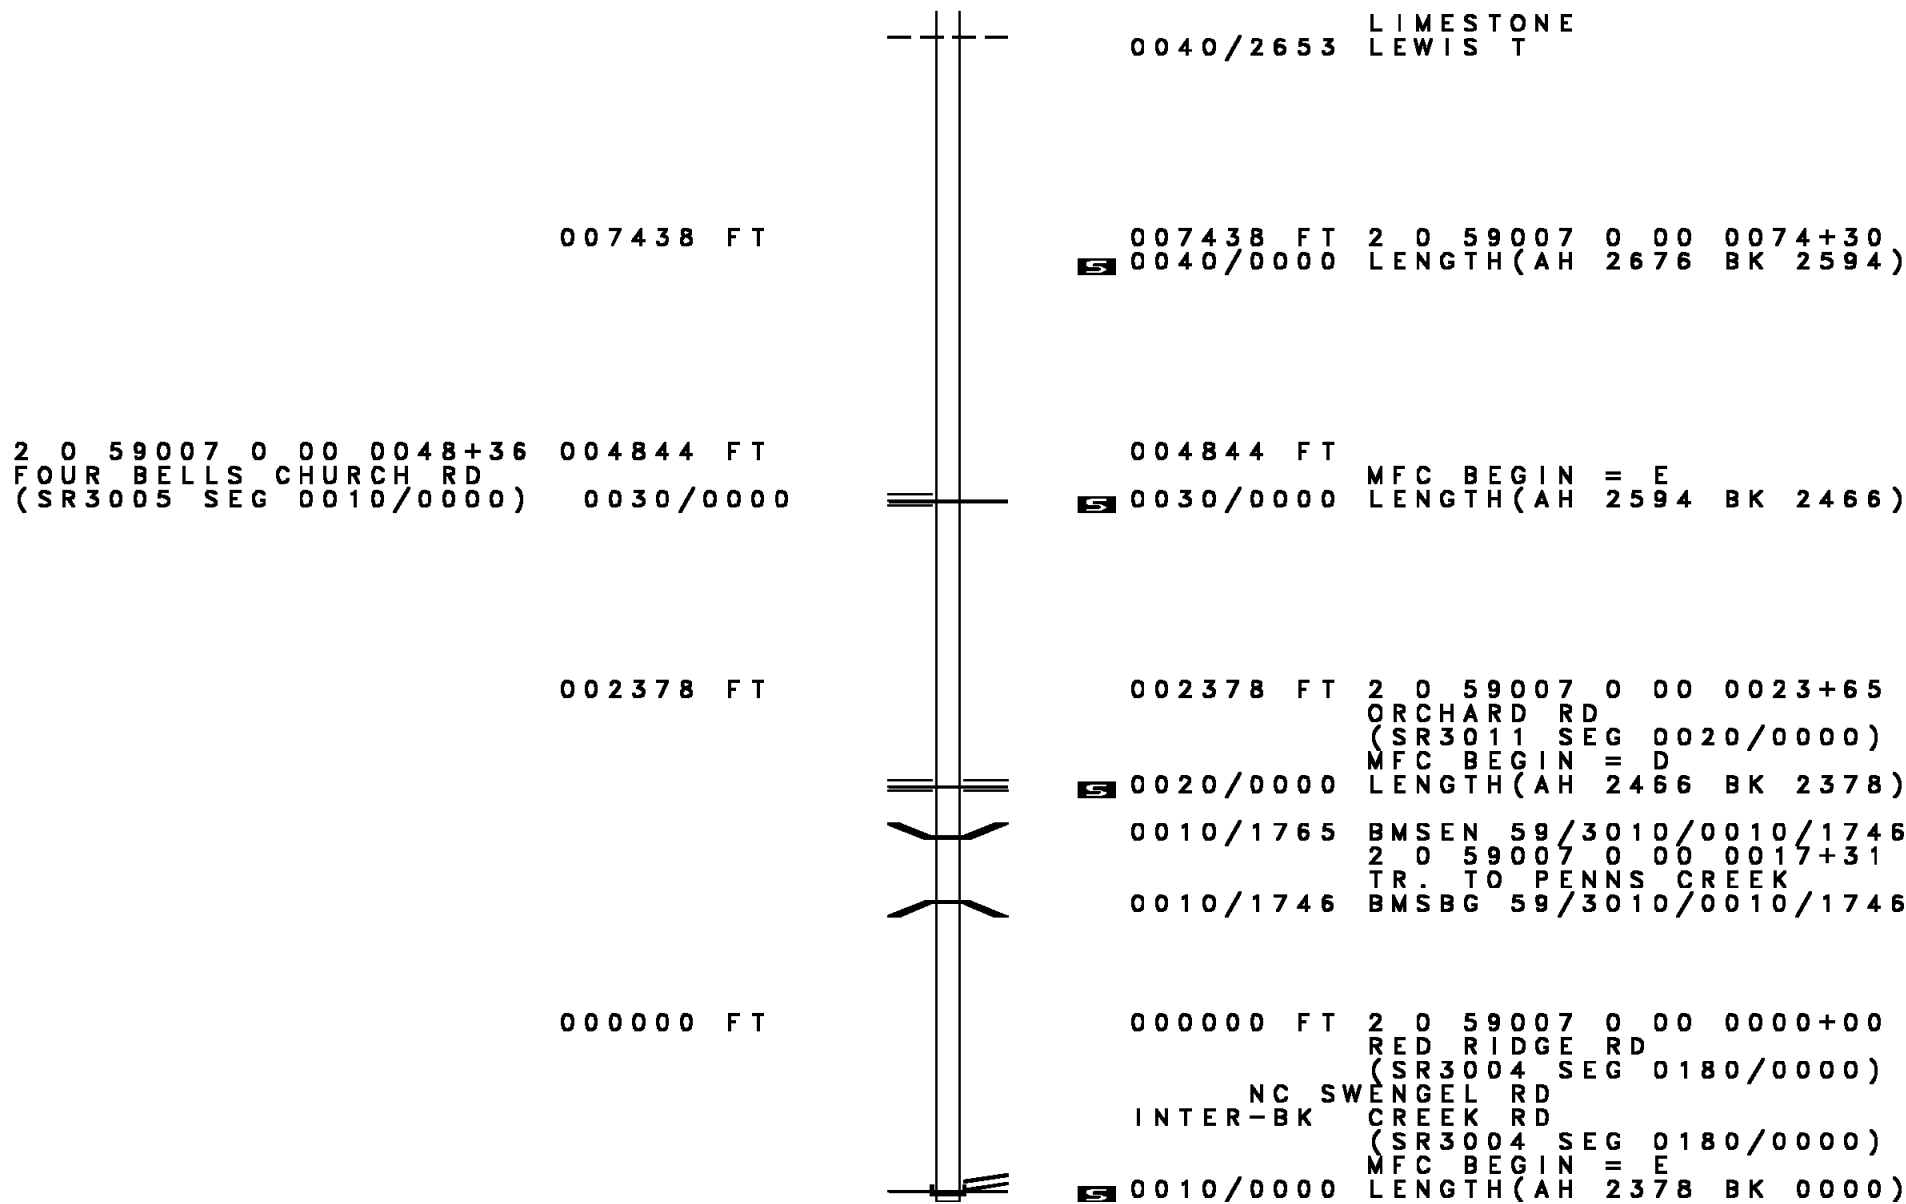 LIMESTONE
0040/2653 LEWIS T
007438 FT 007438 FT 2 0 59007 0 00 0074+30
S 0040/0000 LENGTH(AH 2676 BK 2594)
2 0 59007 0 00 0048+36 004844 FT 004844 FT
FOUR BELLS CHURCH RD MFC BEGIN = E
(SR3005 SEG 0010/0000) 0030/0000 S 0030/0000 LENGTH(AH 2594 BK 2466)
002378 FT 002378 FT 2 0 59007 0 00 0023+65
ORCHARD RD
(SR3011 SEG 0020/0000)
MFC BEGIN = D
S 0020/0000 LENGTH(AH 2466 BK 2378)
0010/1765 BMSEN 59/3010/0010/1746
2 0 59007 0 00 0017+31
TR. TO PENNS CREEK
0010/1746 BMSBG 59/3010/0010/1746
000000 FT 000000 FT 2 0 59007 0 00 0000+00
RED RIDGE RD
(SR3004 SEG 0180/0000)
NC SWENGEL RD
INTER-BK CREEK RD
(SR3004 SEG 0180/0000)
MFC BEGIN = E
S 0010/0000 LENGTH(AH 2378 BK 0000)